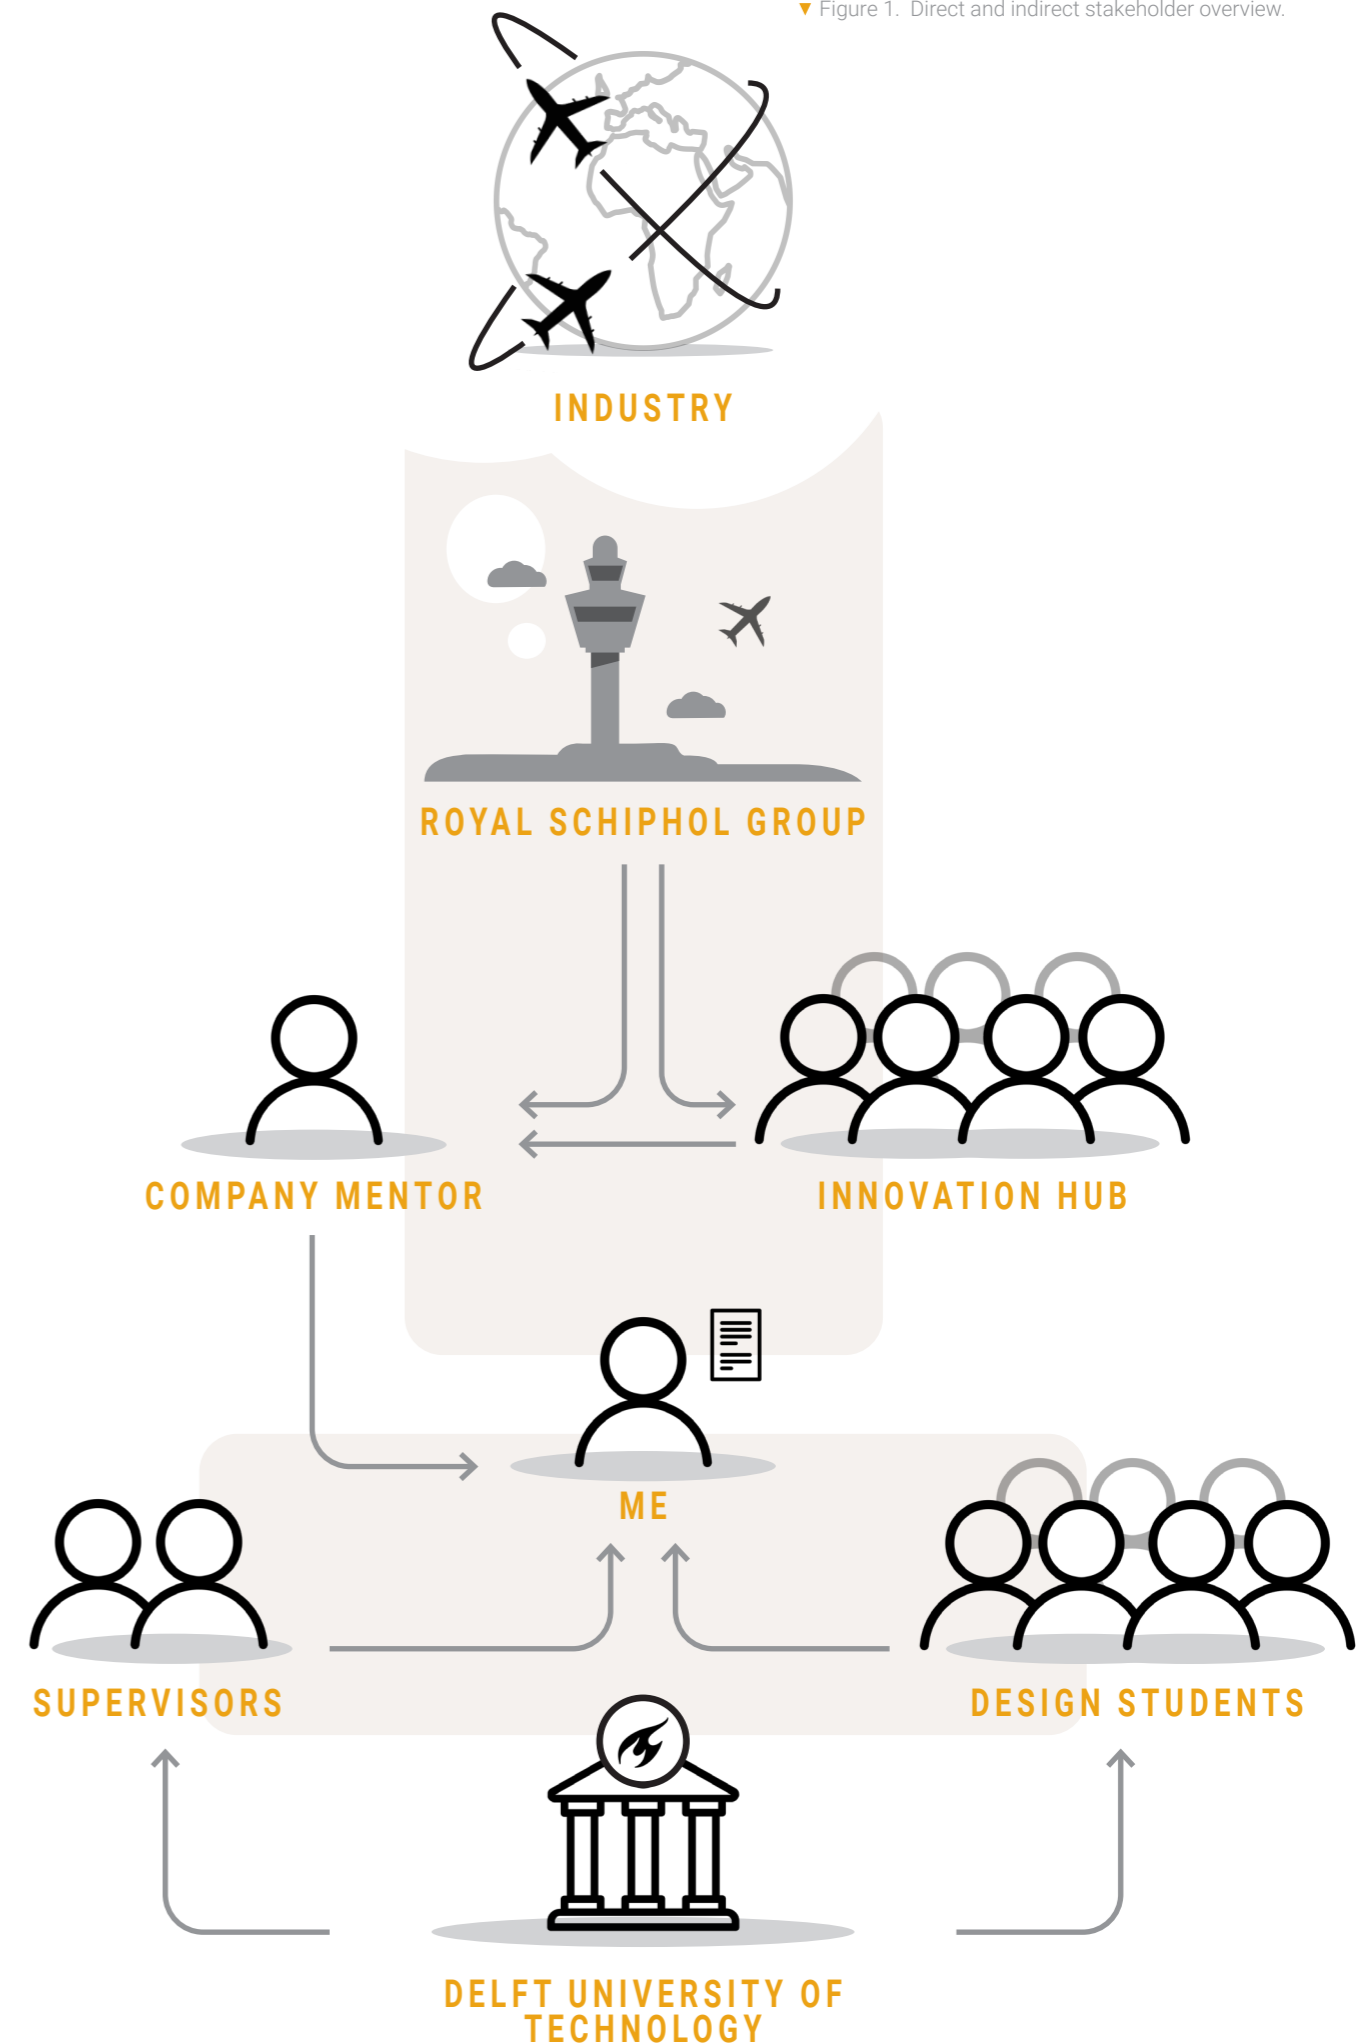 ▼ Figure 1. Direct and indirect stakeholder overview.
INDUSTRY
ROYAL SCHIPHOL GROUP
COMPANY MENTOR
INNOVATION HUB
ME
SUPERVISORS
DESIGN STUDENTS
DELFT UNIVERSITY OF
TECHNOLOGY